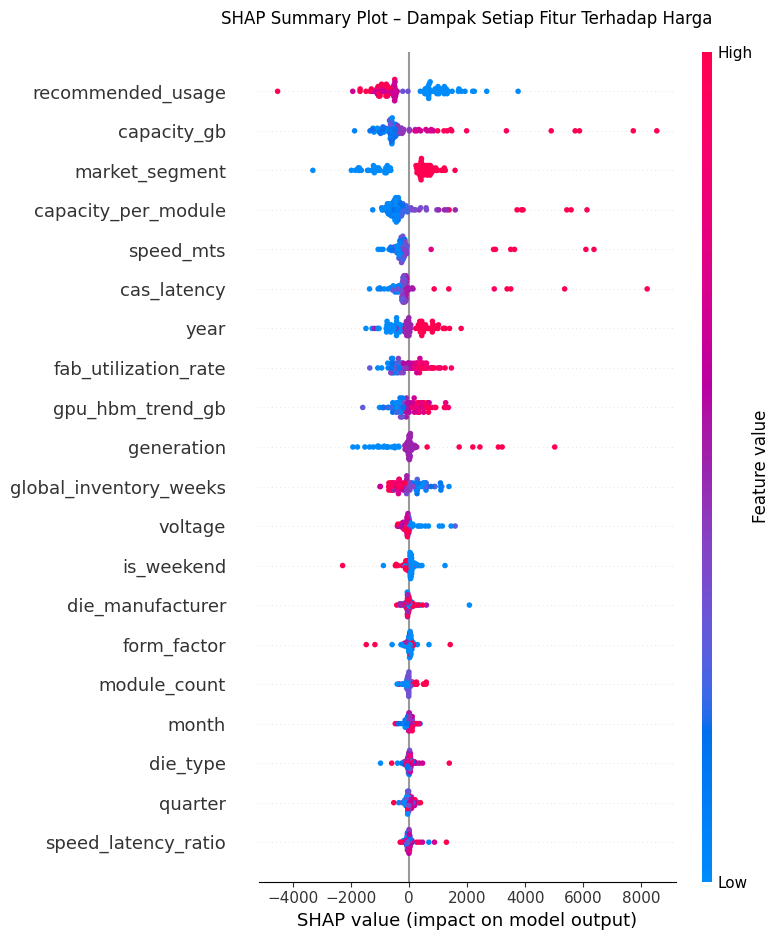 SHAP Summary Plot – Dampak Setiap Fitur Terhadap Harga
High
recommended_usage
capacity_gb
market_segment
capacity_per_module
speed_mts
cas_latency
year
fab_utilization_rate
gpu_hbm_trend_gb
generation
global_inventory_weeks
voltage
is_weekend
die_manufacturer
form_factor
module_count
month
die_type
quarter
speed_latency_ratio
Feature value
Low
−4000 −2000 0 2000 4000 6000 8000
SHAP value (impact on model output)